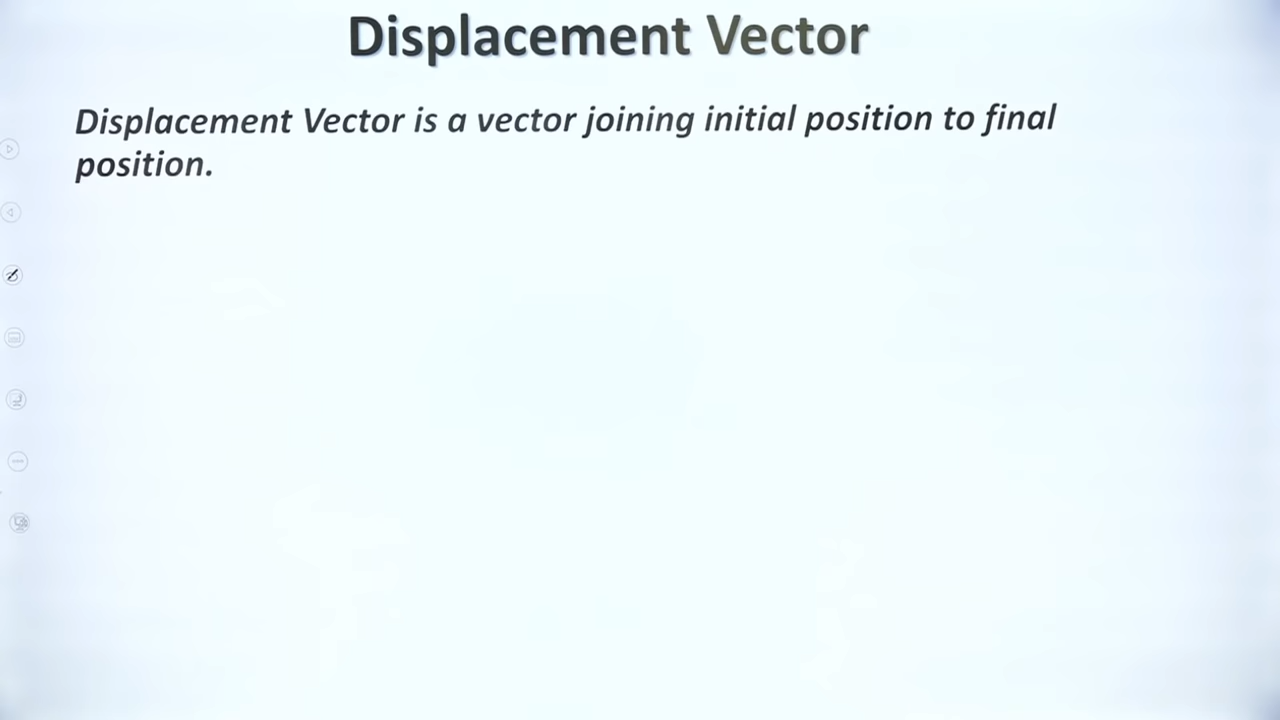 Displacement Vector
Displacement Vector is a vector joining initial position to final
position.